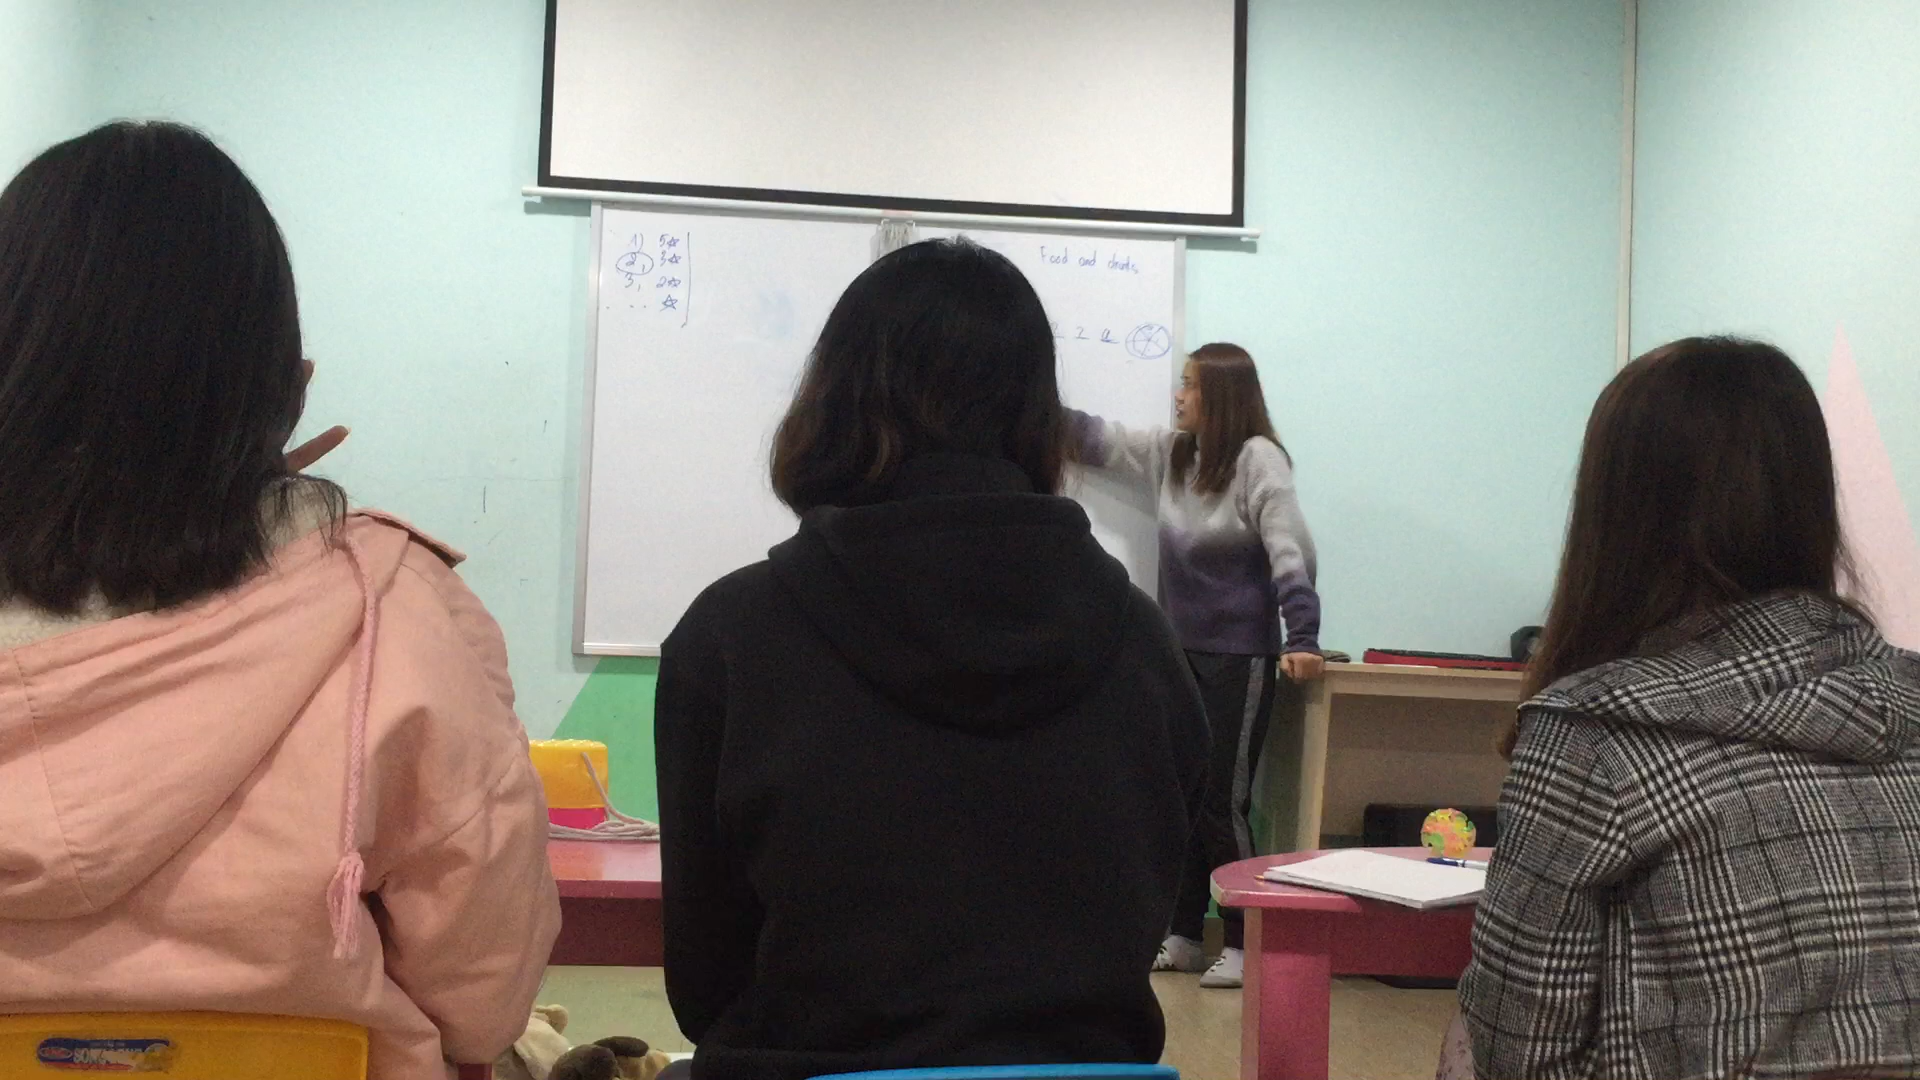 1) 5☆
2, 3☆
3, 2☆
. . . ☆
Food and drinks
z a